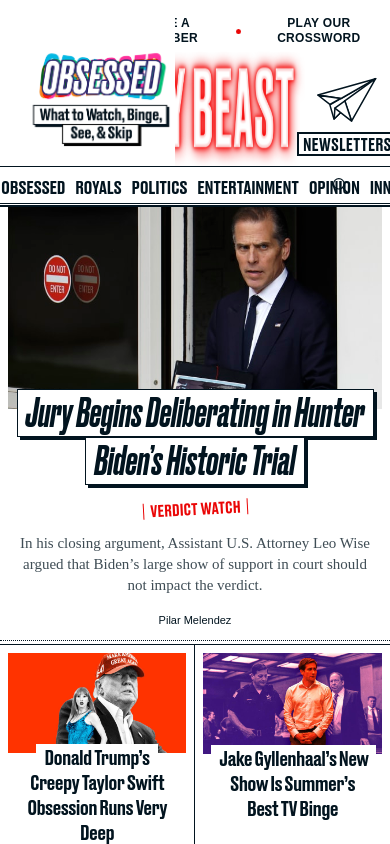 E A
BER
PLAY OUR
CROSSWORD
OBSESSED
What to Watch, Binge,
See, & Skip
Y BEAST
NEWSLETTERS
OBSESSED ROYALS POLITICS ENTERTAINMENT OPINION INN
DO NOT
ENTER
DO NOT
ENTER
Jury Begins Deliberating in Hunter
Biden's Historic Trial
VERDICT WATCH
In his closing argument, Assistant U.S. Attorney Leo Wise
argued that Biden's large show of support in court should
not impact the verdict.
Pilar Melendez
Donald Trump's
Creepy Taylor Swift
Obsession Runs Very
Deep
Jake Gyllenhaal's New
Show Is Summer's
Best TV Binge